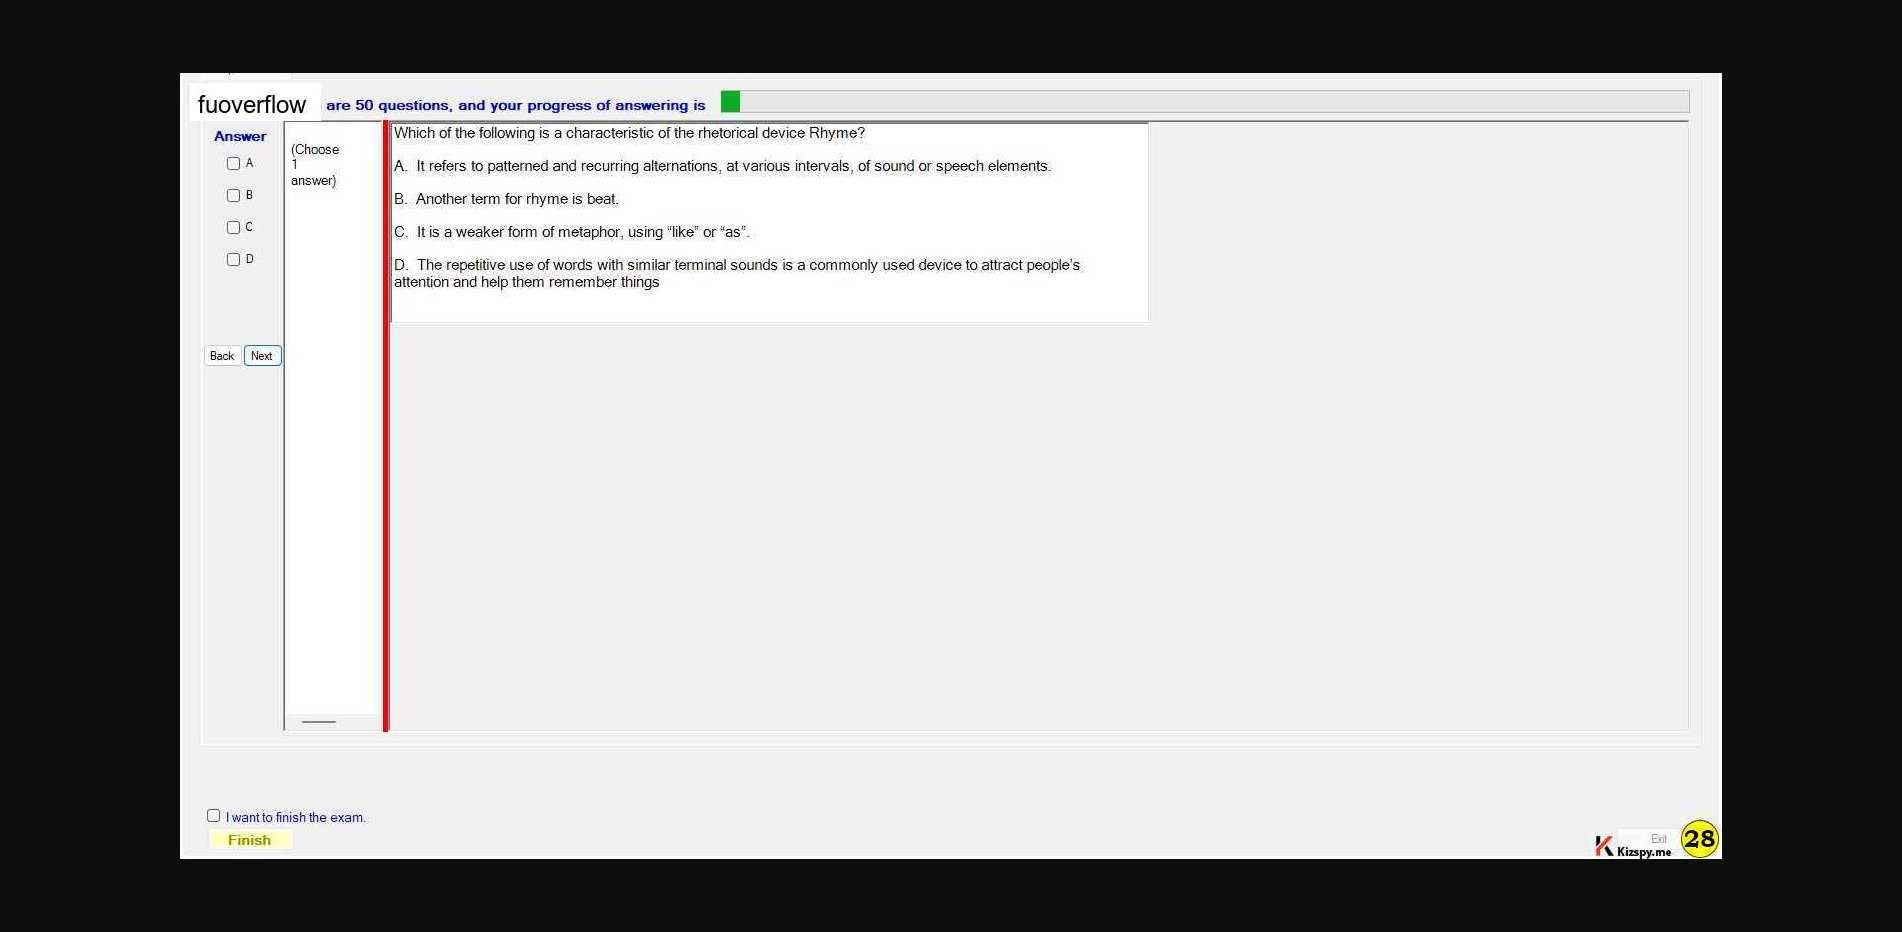 fuoverflow are 50 questions, and your progress of answering is
Answer
A
B
C
D
Back Next
(Choose
1
answer)
Which of the following is a characteristic of the rhetorical device Rhyme?
A. It refers to patterned and recurring alternations, at various intervals, of sound or speech elements.
B. Another term for rhyme is beat.
C. It is a weaker form of metaphor, using “like” or “as”.
D. The repetitive use of words with similar terminal sounds is a commonly used device to attract people’s
attention and help them remember things
I want to finish the exam.
Finish
Exit
Kizspy.me
28